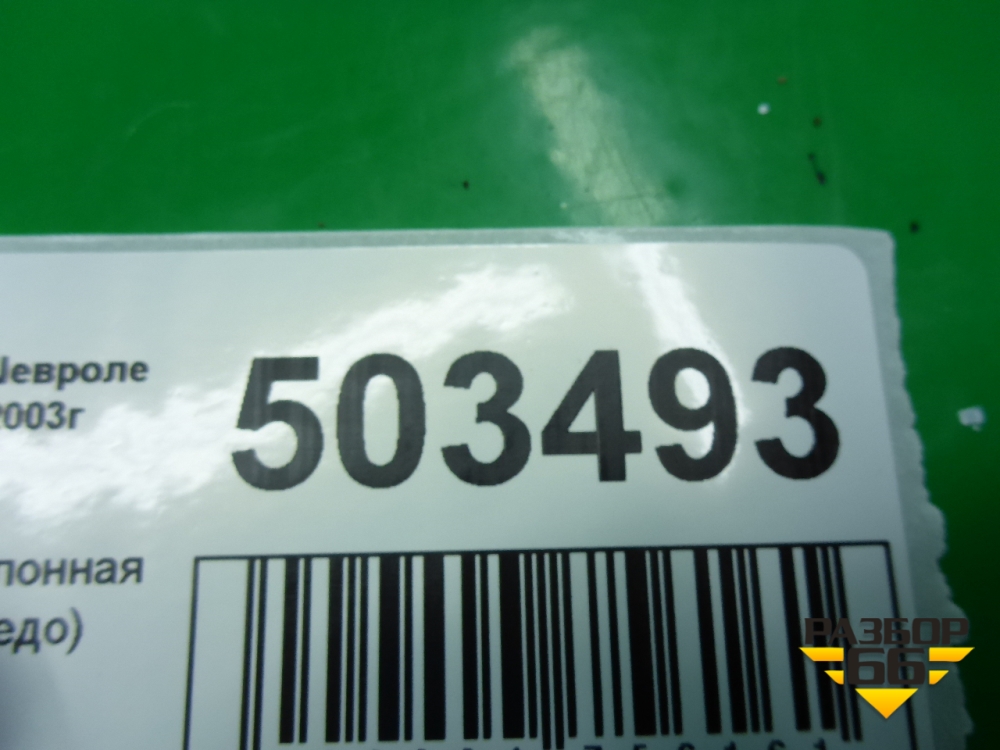 Шевроле
2003г
503493
лонная
едо)
РАЗБОР
66